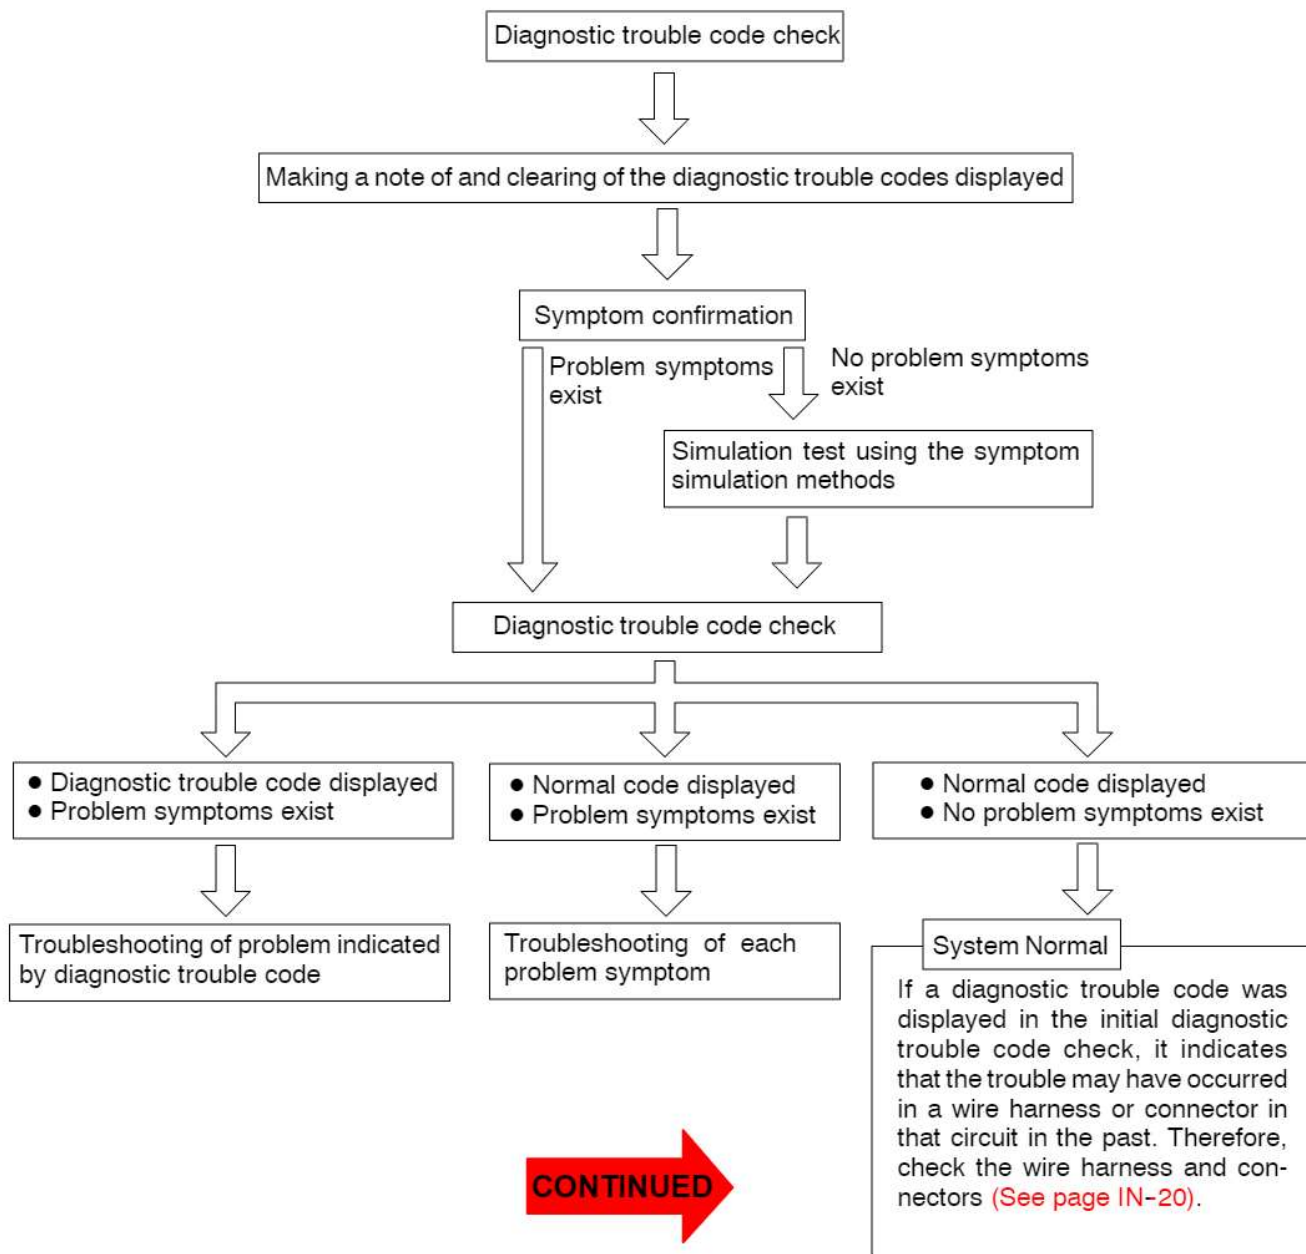 Diagnostic trouble code check
Making a note of and clearing of the diagnostic trouble codes displayed
Symptom confirmation
Problem symptoms
exist
No problem symptoms
exist
Simulation test using the symptom
simulation methods
Diagnostic trouble code check
● Diagnostic trouble code displayed
● Problem symptoms exist
● Normal code displayed
● Problem symptoms exist
● Normal code displayed
● No problem symptoms exist
Troubleshooting of problem indicated
by diagnostic trouble code
Troubleshooting of each
problem symptom
System Normal
If a diagnostic trouble code was
displayed in the initial diagnostic
trouble code check, it indicates
that the trouble may have occurred
in a wire harness or connector in
that circuit in the past. Therefore,
check the wire harness and con-
nectors (See page IN-20).
CONTINUED